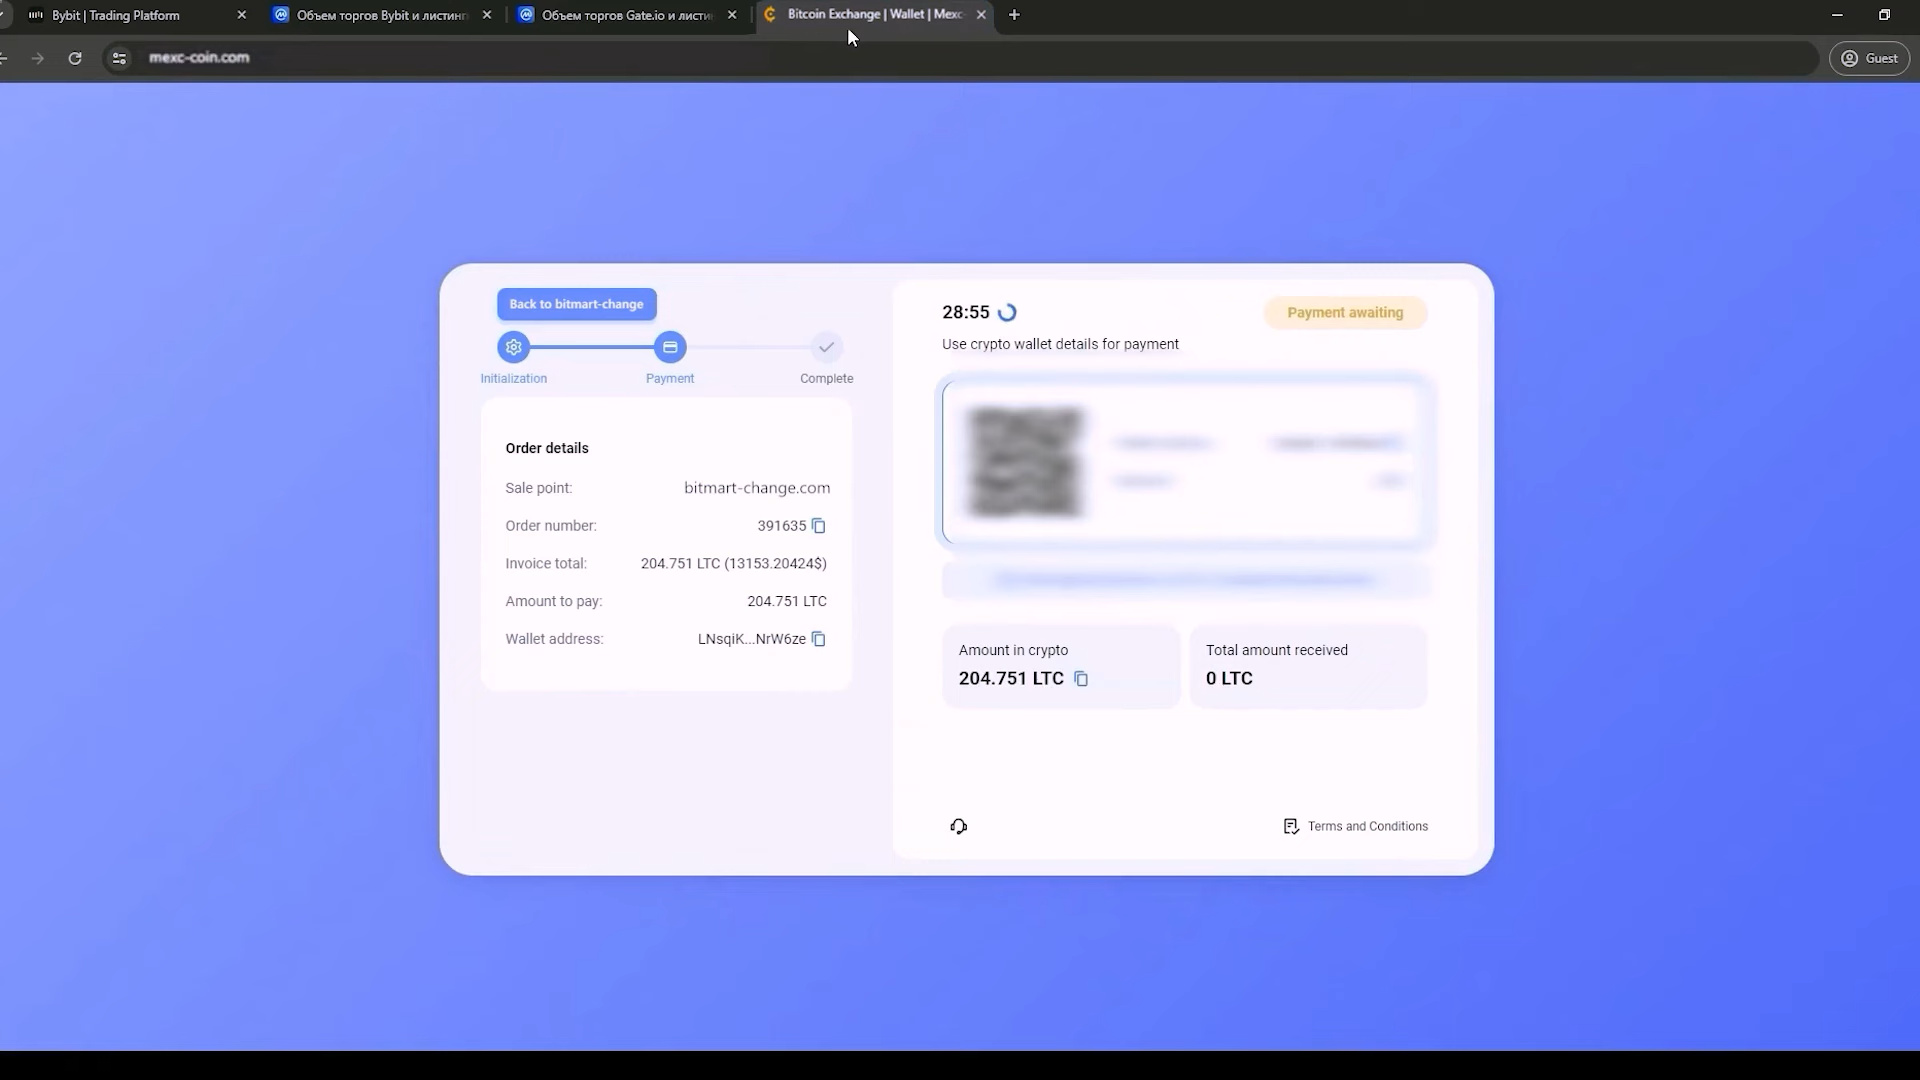 Bybit | Trading Platform
Объем торгов Bybit и листинг
Объем торгов Gate.io и листи
Bitcoin Exchange | Wallet | Mexc-
mexc-coin.com
Guest
Back to bitmart-change
Initialization
Payment
Complete
Order details
Sale point: bitmart-change.com
Order number: 391635
Invoice total: 204.751 LTC (13153.20424$)
Amount to pay: 204.751 LTC
Wallet address: LNsqiK...NrW6ze
28:55
Payment awaiting
Use crypto wallet details for payment
Amount in crypto
204.751 LTC
Total amount received
0 LTC
Terms and Conditions